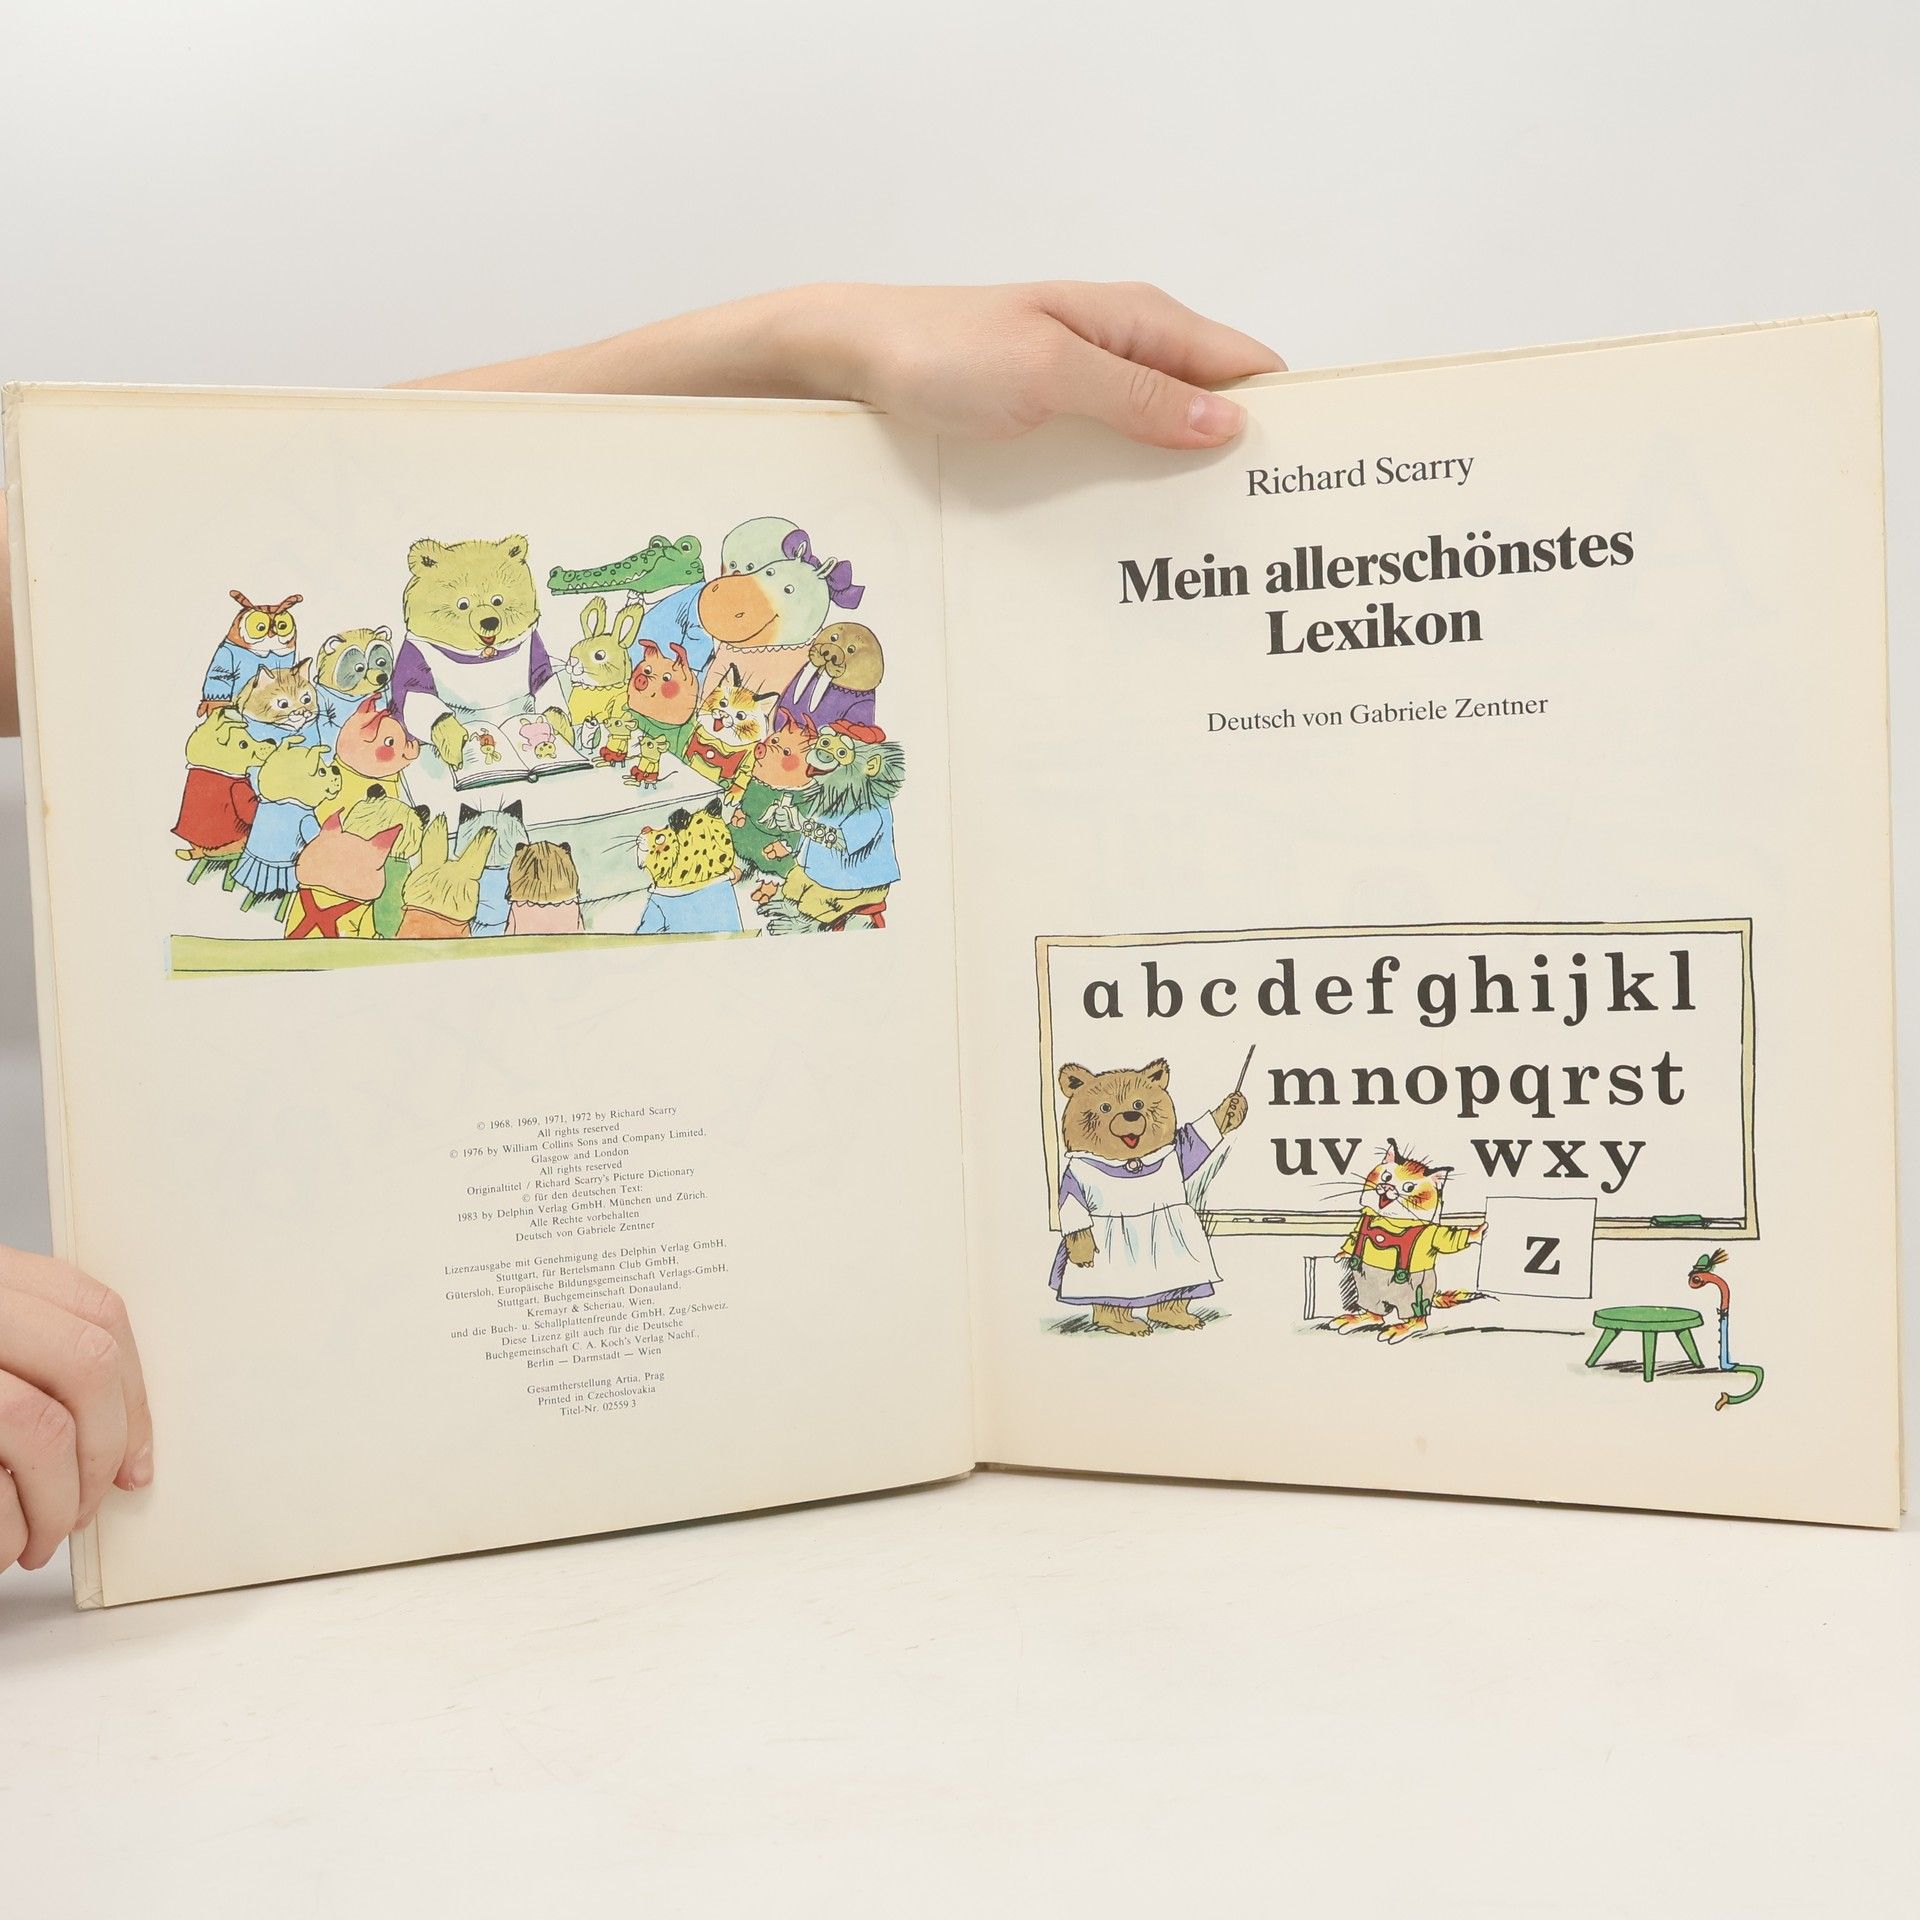 © 1968, 1969, 1971, 1972 by Richard Scarry
All rights reserved
© 1976 by William Collins Sons and Company Limited,
Glasgow and London
All rights reserved
Originaltitel / Richard Scarry's Picture Dictionary
© für den deutschen Text:
1983 by Delphin Verlag GmbH, München und Zürich.
Alle Rechte vorbehalten
Deutsch von Gabriele Zentner
Lizenzausgabe mit Genehmigung des Delphin Verlag GmbH,
Stuttgart, für Bertelsmann Club GmbH,
Gütersloh, Europäische Bildungsgemeinschaft Verlags-GmbH,
Stuttgart, Buchgemeinschaft Donauland,
Kremayr & Scheriau, Wien,
und die Buch- u. Schallplattenfreunde GmbH, Zug/Schweiz.
Diese Lizenz gilt auch für die Deutsche
Buchgemeinschaft C. A. Koch's Verlag Nachf.,
Berlin — Darmstadt — Wien
Gesamtherstellung Artia, Prag
Printed in Czechoslovakia
Titel-Nr. 02559 3
Richard Scarry
Mein allerschönstes
Lexikon
Deutsch von Gabriele Zentner
a b c d e f g h i j k l
m n o p q r s t
u v w x y
z